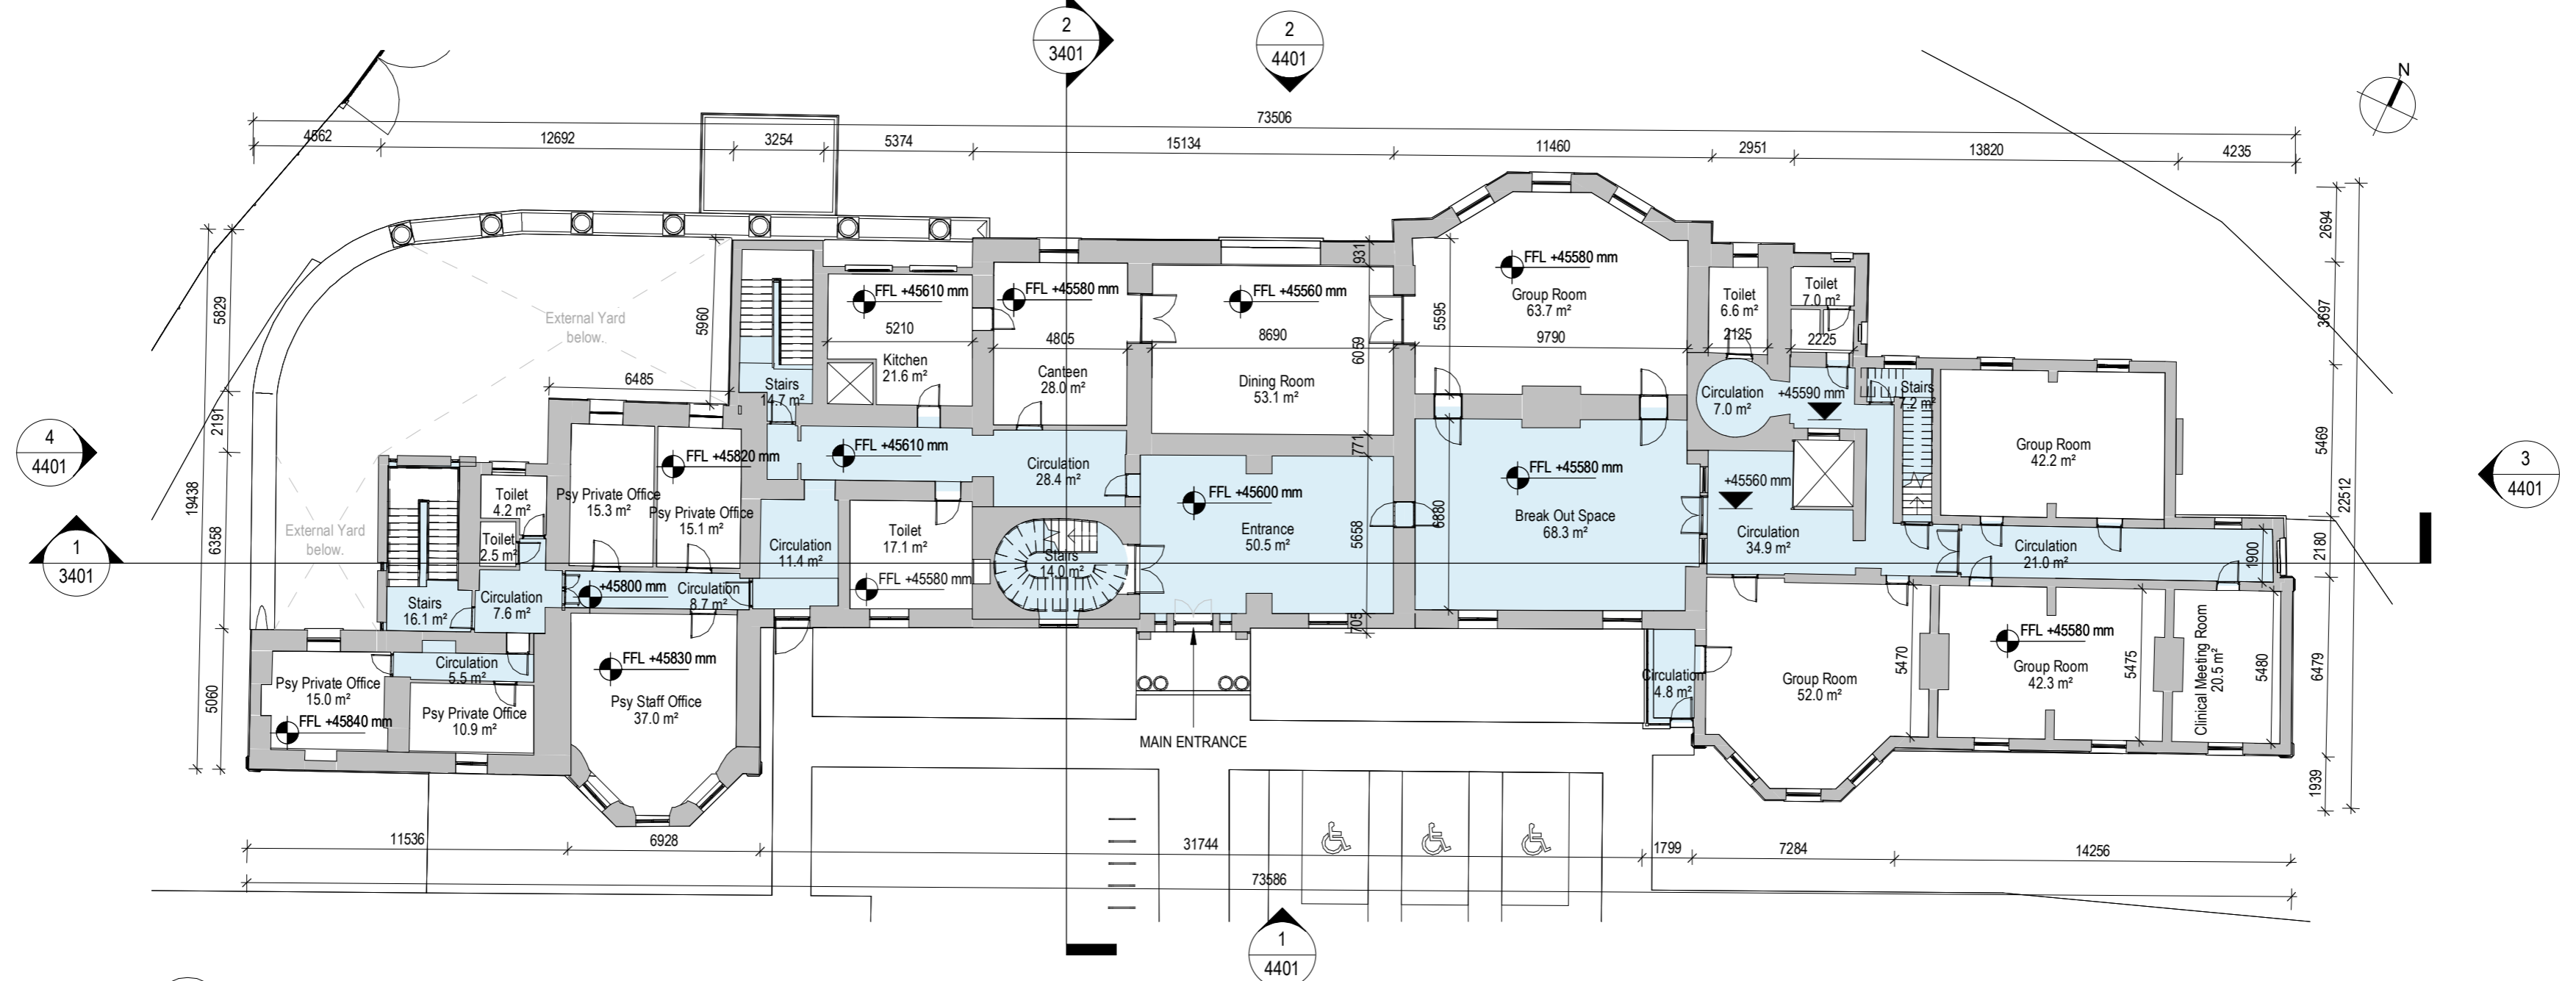 2
3401
2
4401
N
73506
4562
12692
3254
5374
15134
11460
2951
13820
4235
2694
3697
5469
22512
2180
6479
1939
5829
2191
19438
6358
5060
External Yard
below.
External Yard
below.
5960
6485
Stairs
14.7 m²
FFL +45610 mm
5210
Kitchen
21.6 m²
FFL +45580 mm
4805
Canteen
28.0 m²
FFL +45560 mm
8690
Dining Room
53.1 m²
931
6059
771
5595
FFL +45580 mm
Group Room
63.7 m²
9790
Toilet
6.6 m²
2125
Toilet
7.0 m²
2225
Circulation
7.0 m²
+45590 mm
Stairs
7.2 m²
Group Room
42.2 m²
4
4401
3
4401
1
3401
Toilet
4.2 m²
Toilet
2.5 m²
Psy Private Office
15.3 m²
FFL +45820 mm
Psy Private Office
15.1 m²
FFL +45610 mm
Circulation
28.4 m²
FFL +45600 mm
Entrance
50.5 m²
5658
705
6880
FFL +45580 mm
Break Out Space
68.3 m²
+45560 mm
Circulation
34.9 m²
Circulation
21.0 m²
1900
Stairs
16.1 m²
Circulation
7.6 m²
+45800 mm
Circulation
8.7 m²
Circulation
11.4 m²
Toilet
17.1 m²
FFL +45580 mm
Stairs
14.0 m²
Circulation
5.5 m²
Psy Private Office
15.0 m²
FFL +45840 mm
Psy Private Office
10.9 m²
FFL +45830 mm
Psy Staff Office
37.0 m²
Circulation
4.8 m²
Group Room
52.0 m²
5470
FFL +45580 mm
Group Room
42.3 m²
5475
Clinical Meeting Room
20.5 m²
5480
MAIN ENTRANCE
11536
6928
31744
1799
7284
14256
73586
1
4401